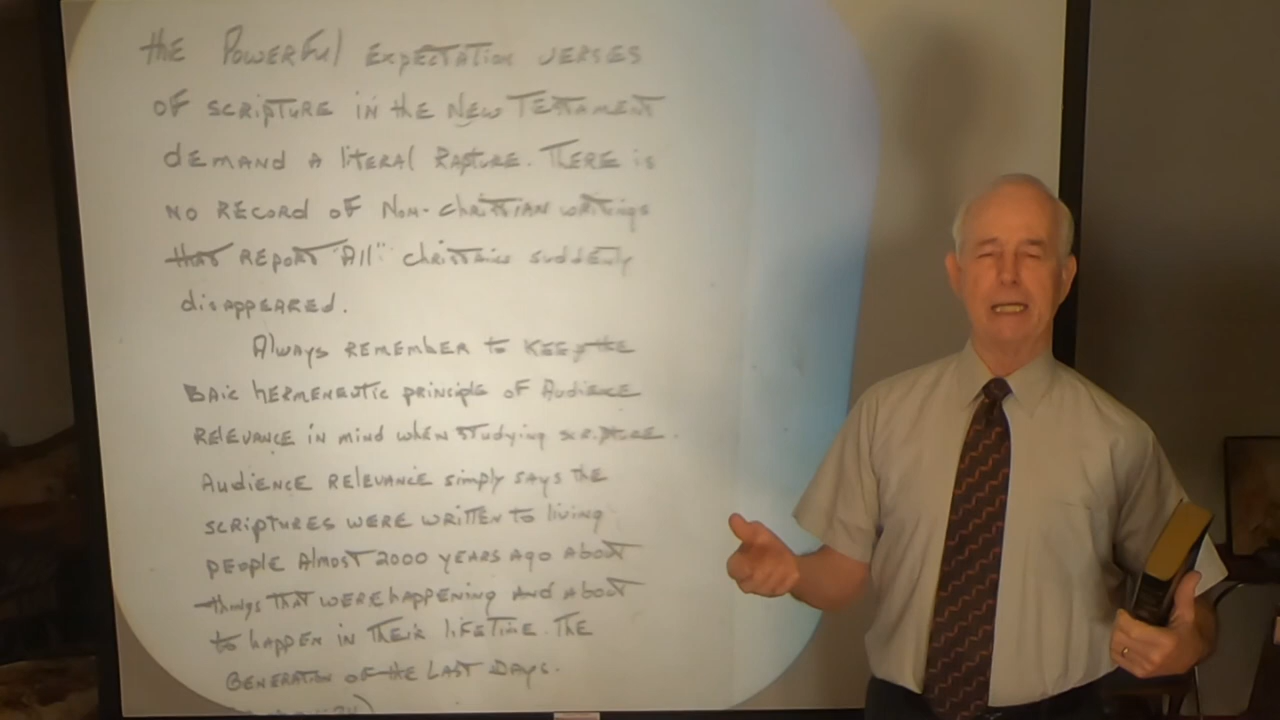 the Powerful Expectation verses
of scripture in the New Testament
demand a literal Rapture. There is
no record of Non-Christian writings
that report "All" christains suddenly
disappeared.
Always remember to keep the
Baic hermeneutic principle of Audience
relevance in mind when studying scripture.
Audience relevance simply says the
scriptures were written to living
people almost 2000 years ago about
things that were happening and about
to happen in their lifetime. The
Generation of the Last Days.